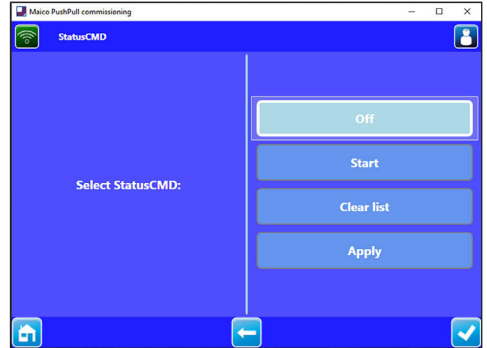 Maico PushPull commissioning
StatusCMD
Select StatusCMD:
Off
Start
Clear list
Apply